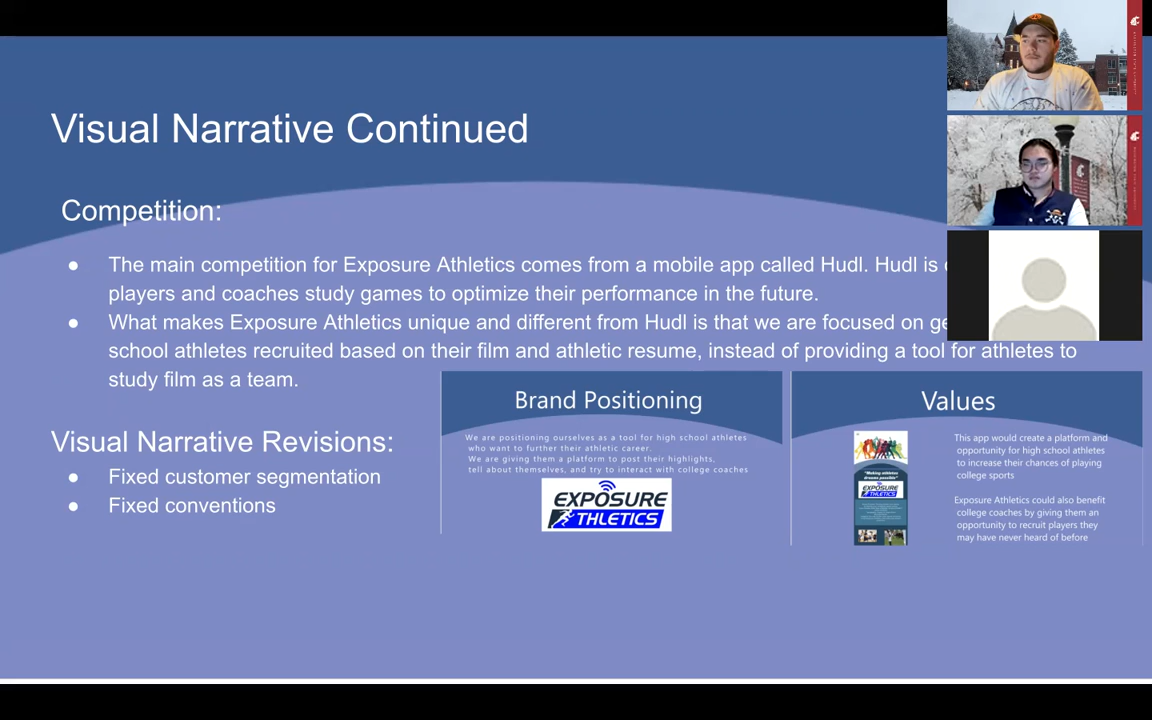 Visual Narrative Continued
Competition:
● The main competition for Exposure Athletics comes from a mobile app called Hudl. Hudl is
players and coaches study games to optimize their performance in the future.
● What makes Exposure Athletics unique and different from Hudl is that we are focused on
school athletes recruited based on their film and athletic resume, instead of providing a tool for athletes to
study film as a team.
Visual Narrative Revisions:
● Fixed customer segmentation
● Fixed conventions
Brand Positioning
We are positioning ourselves as a tool for high school athletes
who want to further their athletic career.
We are giving them a platform to post their highlights,
tell about themselves, and try to interact with college coaches
EXPOSURE
THLETICS
Values
"Making athletes
dreams possible"
EXPOSURE
THLETICS
This app would create a platform and
opportunity for high school athletes
to increase their chances of playing
college sports
Exposure Athletics could also benefit
college coaches by giving them an
opportunity to recruit players they
may have never heard of before